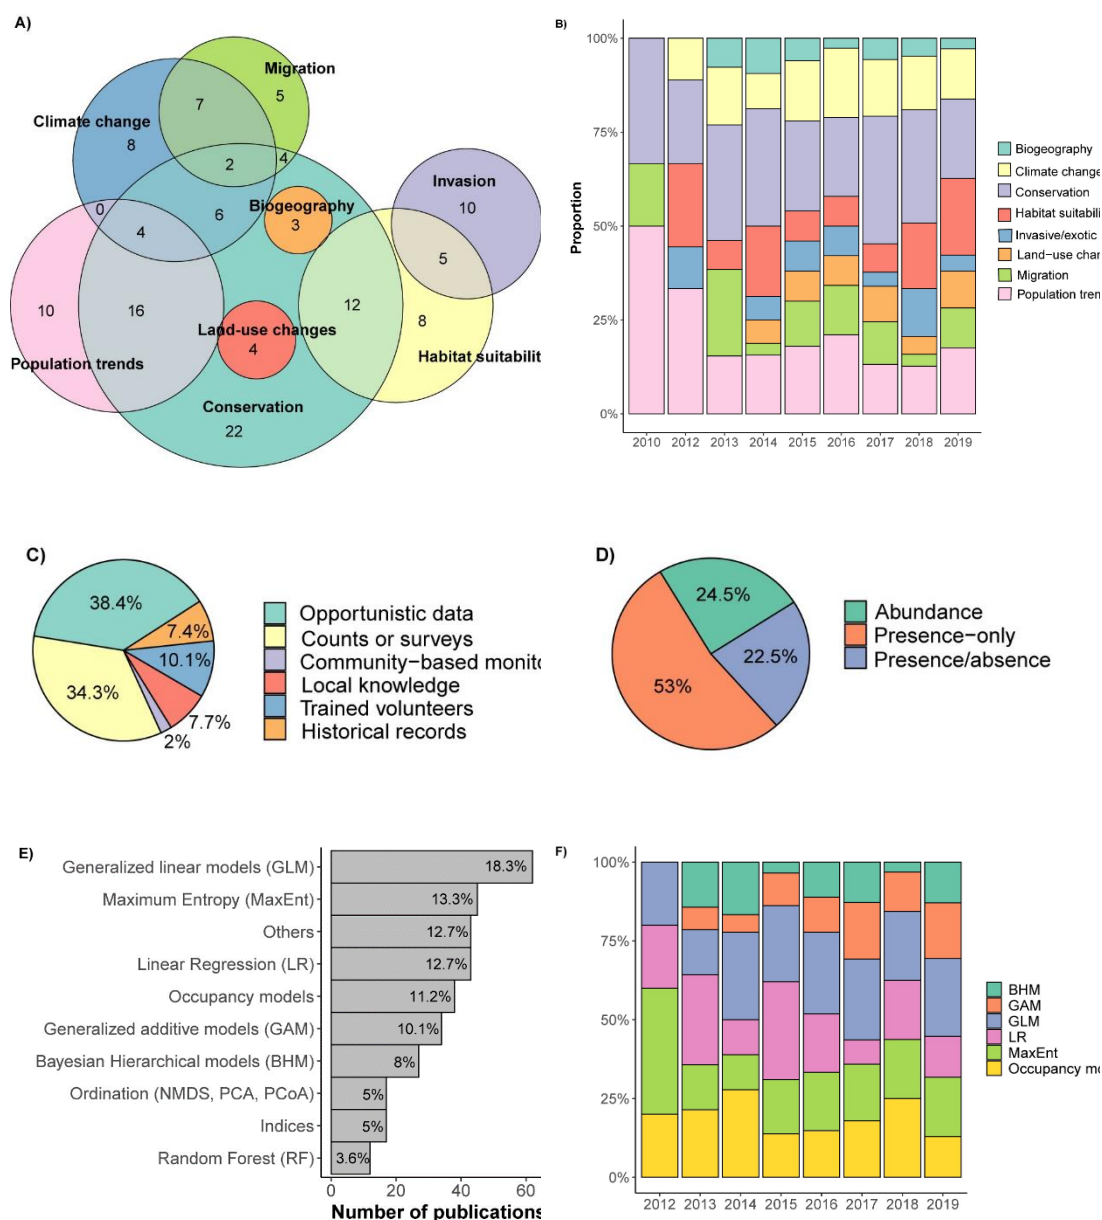 A)
Migration
5
7
Climate change
8
4
2
Invasion
10
Biogeography
3
0
6
4
5
10
16
12
8
Land-use changes
4
Population trends
Habitat suitabilit
Conservation
22
B)
Proportion
100%
75%
50%
25%
0%
2010 2012 2013 2014 2015 2016 2017 2018 2019
Biogeography
Climate change
Conservation
Habitat suitabili
Invasive/exotic
Land−use chan
Migration
Population tren
C)
38.4%
7.4%
10.1%
7.7%
2%
34.3%
Opportunistic data
Counts or surveys
Community−based monito
Local knowledge
Trained volunteers
Historical records
D)
24.5%
22.5%
53%
Abundance
Presence−only
Presence/absence
E)
Generalized linear models (GLM) 18.3%
Maximum Entropy (MaxEnt) 13.3%
Others 12.7%
Linear Regression (LR) 12.7%
Occupancy models 11.2%
Generalized additive models (GAM) 10.1%
Bayesian Hierarchical models (BHM) 8%
Ordination (NMDS, PCA, PCoA) 5%
Indices 5%
Random Forest (RF) 3.6%
0 20 40 60
Number of publications
F)
100%
75%
50%
25%
0%
2012 2013 2014 2015 2016 2017 2018 2019
BHM
GAM
GLM
LR
MaxEnt
Occupancy mo